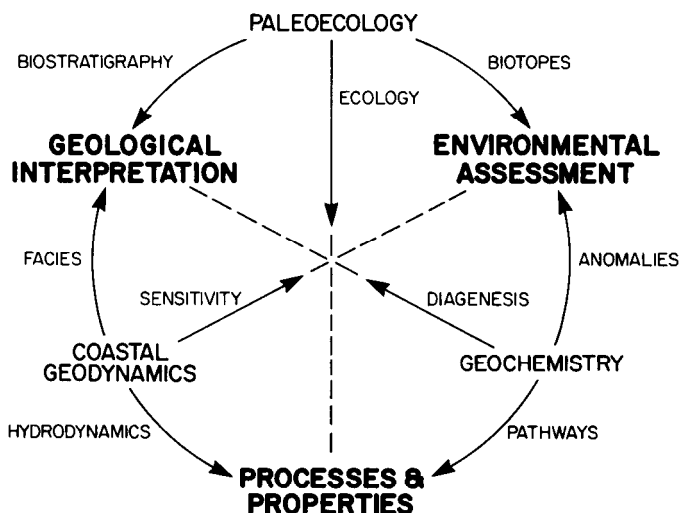 PALEOECOLOGY
BIOSTRATIGRAPHY
BIOTOPES
ECOLOGY
GEOLOGICAL
INTERPRETATION
ENVIRONMENTAL
ASSESSMENT
FACIES
ANOMALIES
SENSITIVITY
DIAGENESIS
COASTAL
GEODYNAMICS
GEOCHEMISTRY
HYDRODYNAMICS
PATHWAYS
PROCESSES &
PROPERTIES